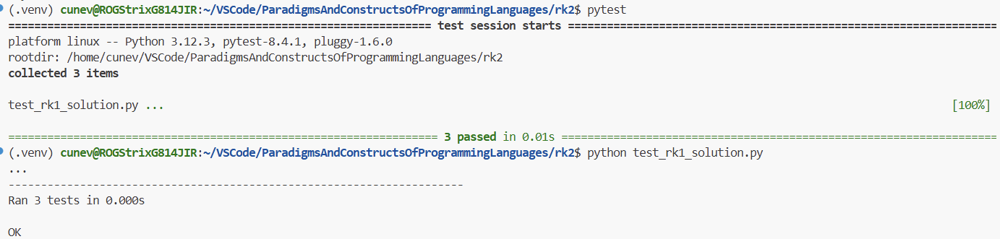 (.venv) cunev@ROGStrixG814JIR:~/VSCode/ParadigmsAndConstructsOfProgrammingLanguages/rk2$ pytest
================================================================= test session starts ==================================================================
platform linux -- Python 3.12.3, pytest-8.4.1, pluggy-1.6.0
rootdir: /home/cunev/VSCode/ParadigmsAndConstructsOfProgrammingLanguages/rk2
collected 3 items
test_rk1_solution.py ... [100%]
================================================================== 3 passed in 0.01s ===================================================================
(.venv) cunev@ROGStrixG814JIR:~/VSCode/ParadigmsAndConstructsOfProgrammingLanguages/rk2$ python test_rk1_solution.py
...
----------------------------------------------------------------------
Ran 3 tests in 0.000s
OK